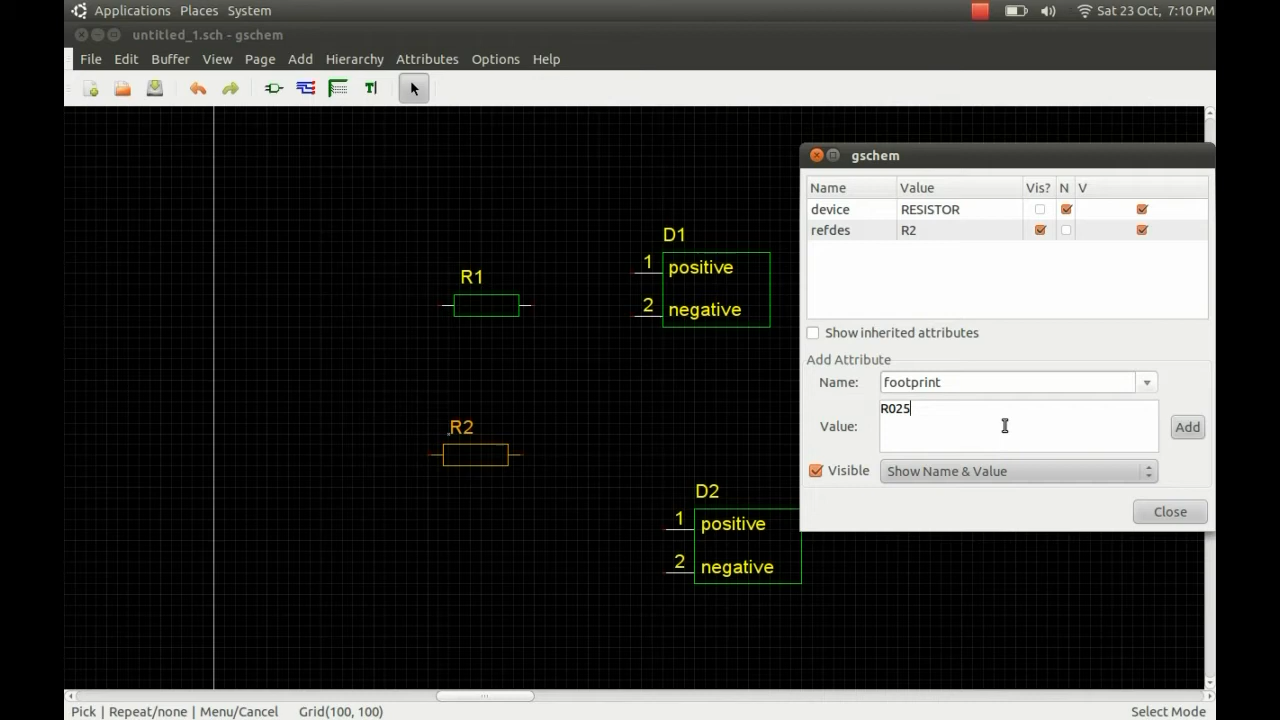 Applications Places System
Sat 23 Oct, 7:10 PM
untitled_1.sch - gschem
File Edit Buffer View Page Add Hierarchy Attributes Options Help
R1
D1
1 positive
2 negative
R2
D2
1 positive
2 negative
gschem
Name Value Vis? N V
device RESISTOR
refdes R2
Show inherited attributes
Add Attribute
Name: footprint
Value: R025
Add
Visible Show Name & Value
Close
Pick | Repeat/none | Menu/Cancel Grid(100, 100) Select Mode